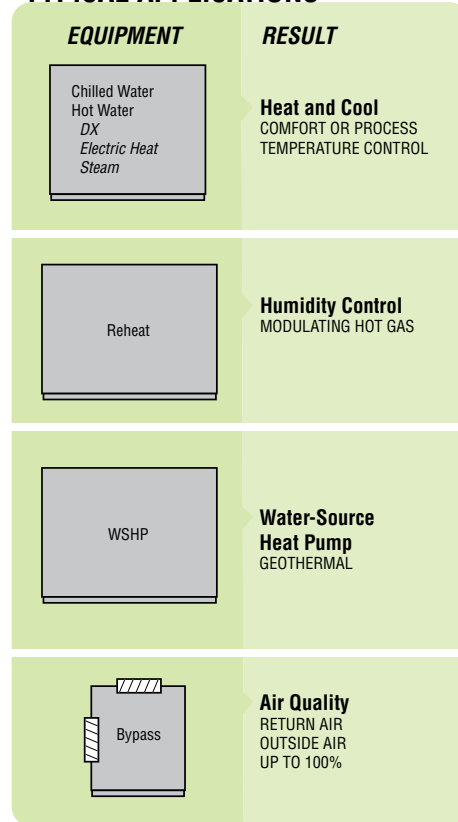 EQUIPMENT RESULT
Chilled Water
Hot Water
DX
Electric Heat
Steam
Heat and Cool
COMFORT OR PROCESS
TEMPERATURE CONTROL
Reheat
Humidity Control
MODULATING HOT GAS
WSHP
Water-Source
Heat Pump
GEOTHERMAL
Bypass
Air Quality
RETURN AIR
OUTSIDE AIR
UP TO 100%